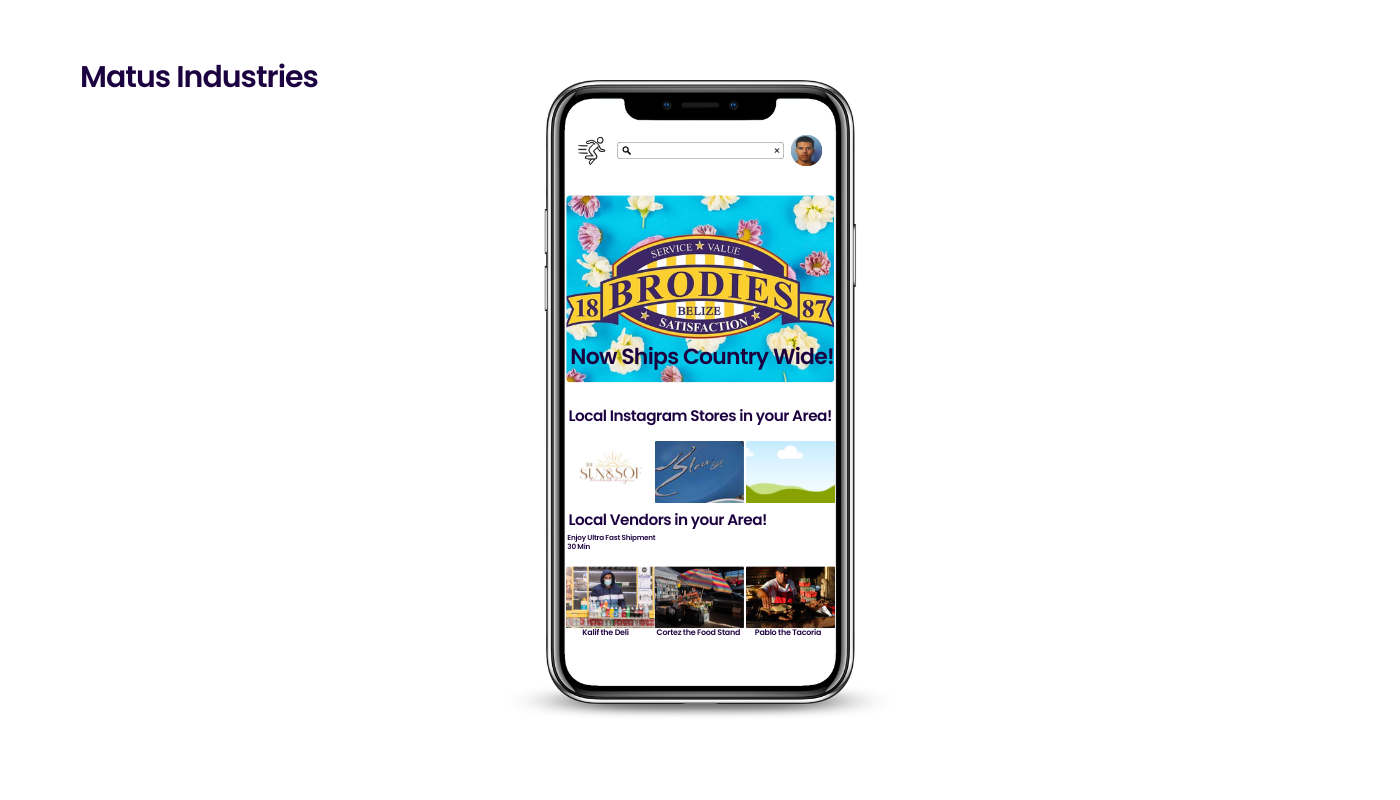 Matus Industries
SERVICE VALUE
18 BRODIES 87
BELIZE
SATISFACTION
Now Ships Country Wide!
Local Instagram Stores in your Area!
SUN&SOF
Local Vendors in your Area!
Enjoy Ultra Fast Shipment
30 Min
Kalif the Deli
Cortez the Food Stand
Pablo the Tacoria